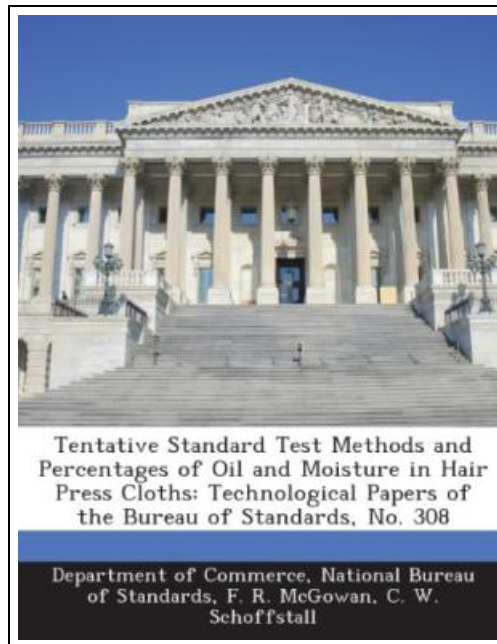 Tentative Standard Test Methods and
Percentages of Oil and Moisture in Hair
Press Cloths: Technological Papers of
the Bureau of Standards, No. 308
Department of Commerce, National Bureau
of Standards, F. R. McGowan, C. W.
Schoffstall